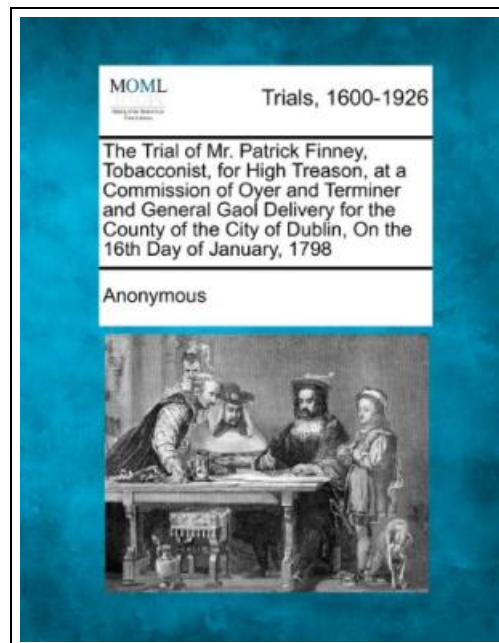 MOML
Trials, 1600-1926
The Trial of Mr. Patrick Finney,
Tobacconist, for High Treason, at a
Commission of Oyer and Terminer
and General Gaol Delivery for the
County of the City of Dublin, On the
16th Day of January, 1798
Anonymous